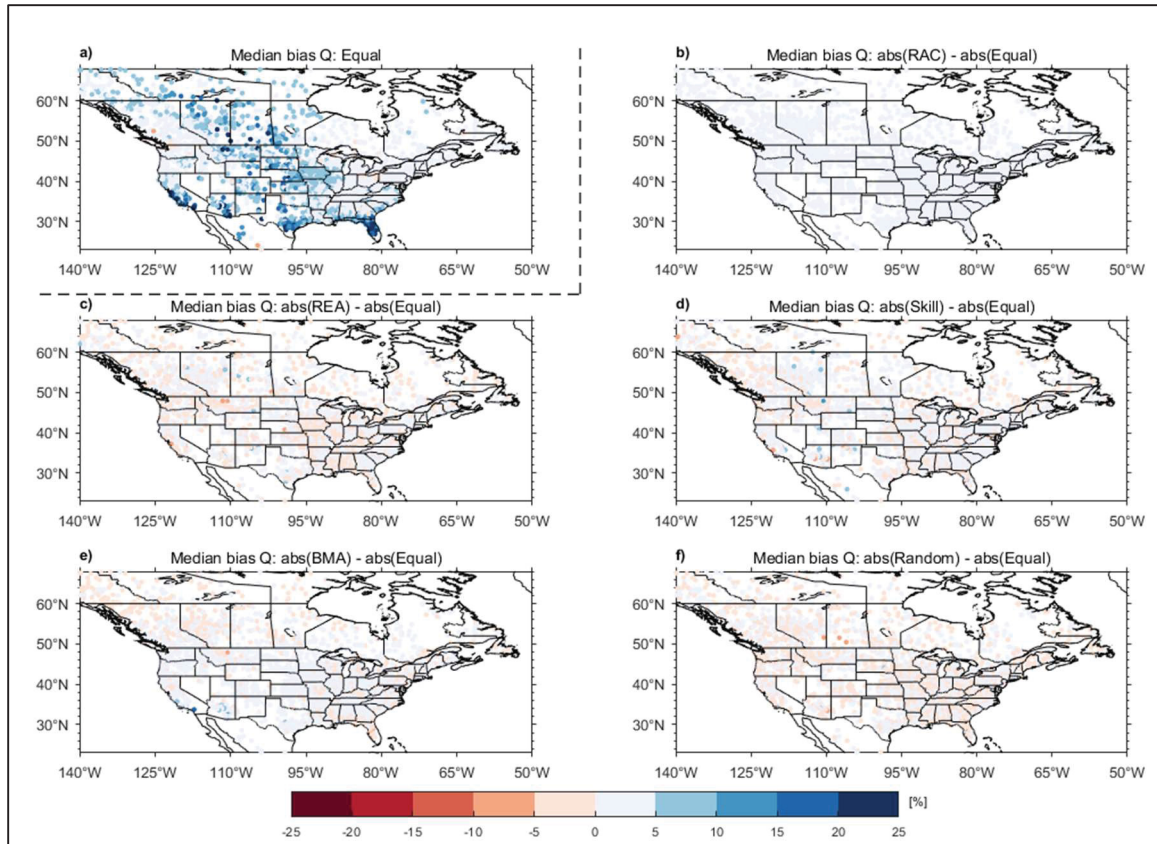 a) Median bias Q: Equal
60°N
50°N
40°N
30°N
140°W 125°W 110°W 95°W 80°W 65°W 50°W
b) Median bias Q: abs(RAC) - abs(Equal)
60°N
50°N
40°N
30°N
140°W 125°W 110°W 95°W 80°W 65°W 50°W
c) Median bias Q: abs(REA) - abs(Equal)
60°N
50°N
40°N
30°N
140°W 125°W 110°W 95°W 80°W 65°W 50°W
d) Median bias Q: abs(Skill) - abs(Equal)
60°N
50°N
40°N
30°N
140°W 125°W 110°W 95°W 80°W 65°W 50°W
e) Median bias Q: abs(BMA) - abs(Equal)
60°N
50°N
40°N
30°N
140°W 125°W 110°W 95°W 80°W 65°W 50°W
f) Median bias Q: abs(Random) - abs(Equal)
60°N
50°N
40°N
30°N
140°W 125°W 110°W 95°W 80°W 65°W 50°W
[%]
-25 -20 -15 -10 -5 0 5 10 15 20 25